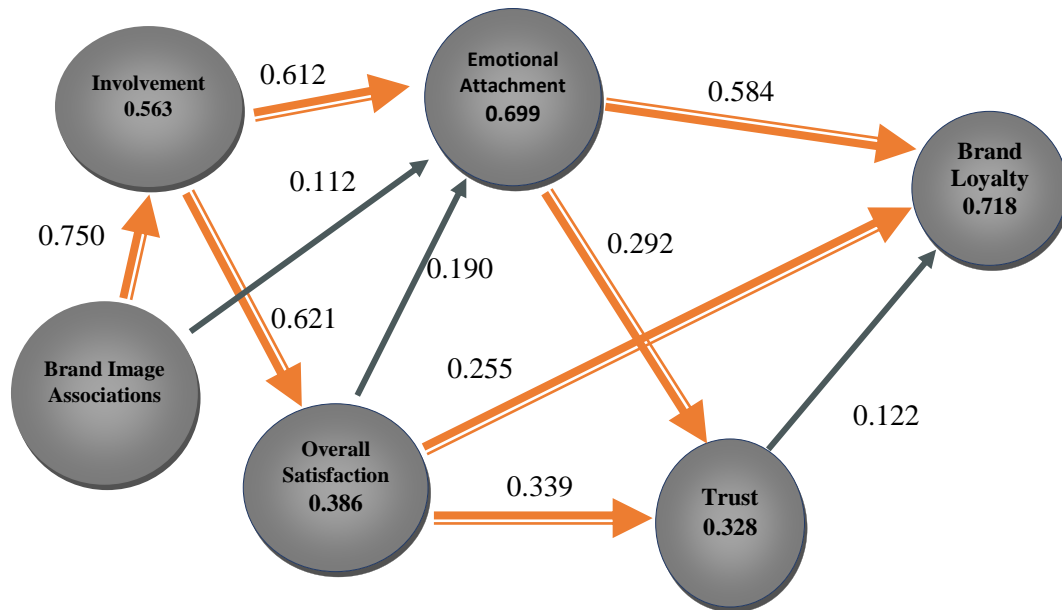 Involvement
0.563
0.612
Emotional
Attachment
0.699
0.584
Brand
Loyalty
0.718
0.112
0.750
0.190
0.292
0.621
Brand Image
Associations
0.255
0.122
Overall
Satisfaction
0.386
0.339
Trust
0.328